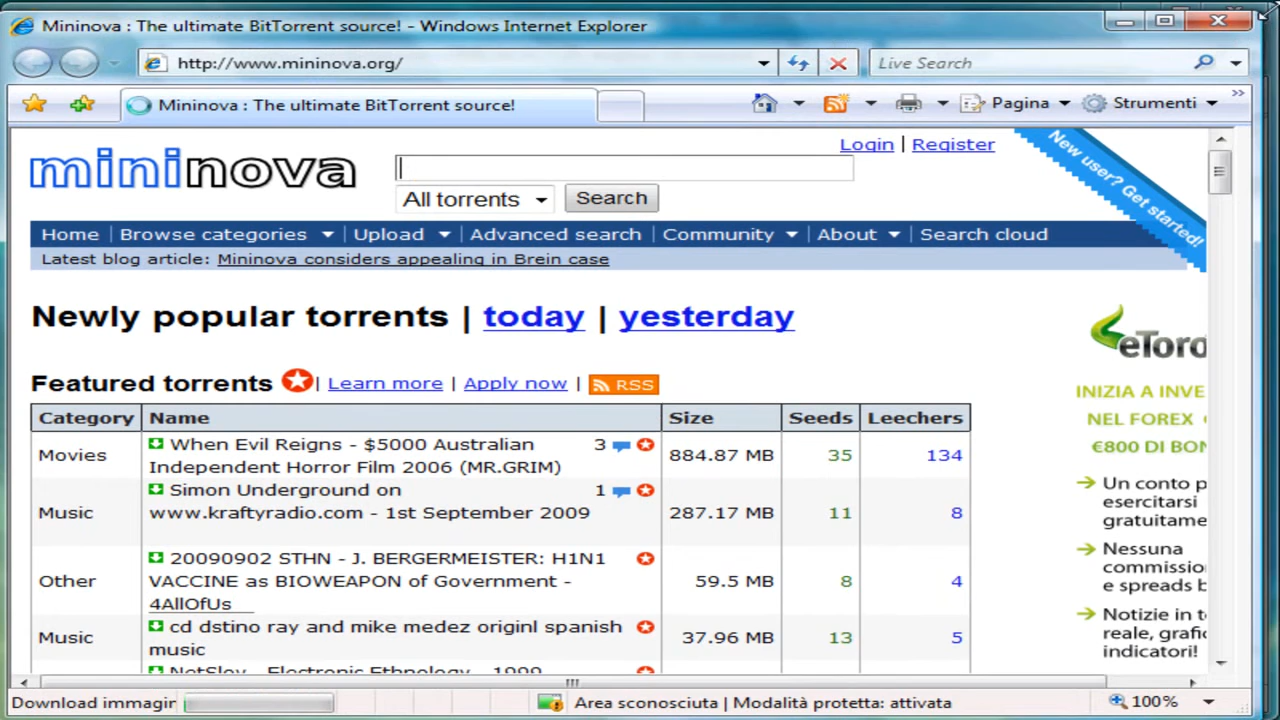 Mininova : The ultimate BitTorrent source! - Windows Internet Explorer
http://www.mininova.org/
Live Search
Mininova : The ultimate BitTorrent source!
Pagina
Strumenti
mininova
Login | Register
New user? Get started!
All torrents
Search
Home | Browse categories | Upload | Advanced search | Community | About | Search cloud
Latest blog article: Mininova considers appealing in Brein case
Newly popular torrents | today | yesterday
Featured torrents | Learn more | Apply now | RSS
Category Name Size Seeds Leechers
Movies When Evil Reigns - $5000 Australian 3 884.87 MB 35 134
Independent Horror Film 2006 (MR.GRIM)
Music Simon Underground on 1 287.17 MB 11 8
www.kraftyradio.com - 1st September 2009
Other 20090902 STHN - J. BERGERMEISTER: H1N1 59.5 MB 8 4
VACCINE as BIOWEAPON of Government -
4AllOfUs
Music cd dstino ray and mike medez originl spanish 37.96 MB 13 5
music
eToro
INIZIA A INVE
NEL FOREX
€800 DI BON
Un conto p
esercitarsi
gratuitame
Nessuna
commissio
e spreads b
Notizie in te
reale, grafic
indicatori!
Download immagin
Area sconosciuta | Modalità protetta: attivata
100%